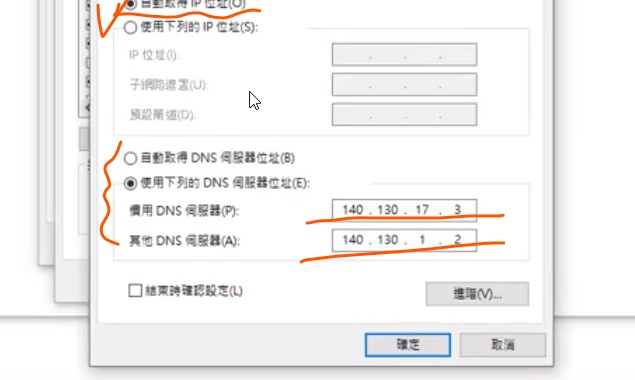 自動取得 IP 位址(O)
使用下列的 IP 位址(S):
IP 位址(I):
子網路遮罩(U):
預設閘道(D):
自動取得 DNS 伺服器位址(B)
使用下列的 DNS 伺服器位址(E):
慣用 DNS 伺服器(P): 140 . 130 . 17 . 3
其他 DNS 伺服器(A): 140 . 130 . 1 . 2
結束時確認設定(L)
進階(V)...
確定 取消